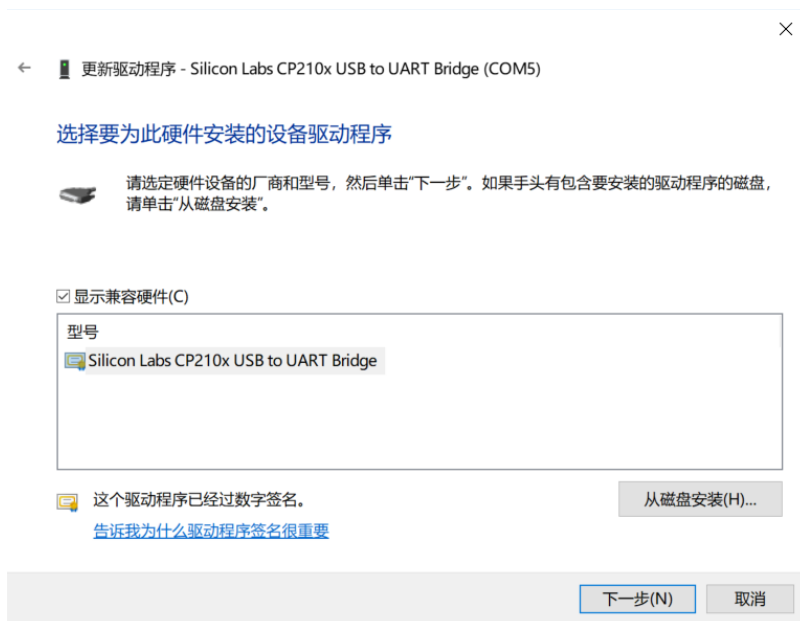 更新驱动程序 - Silicon Labs CP210x USB to UART Bridge (COM5)
选择要为此硬件安装的设备驱动程序
请选定硬件设备的厂商和型号，然后单击“下一步”。如果手头有包含要安装的驱动程序的磁盘，
请单击“从磁盘安装”。
显示兼容硬件(C)
型号
Silicon Labs CP210x USB to UART Bridge
这个驱动程序已经过数字签名。
从磁盘安装(H)...
告诉我为什么驱动程序签名很重要
下一步(N)
取消